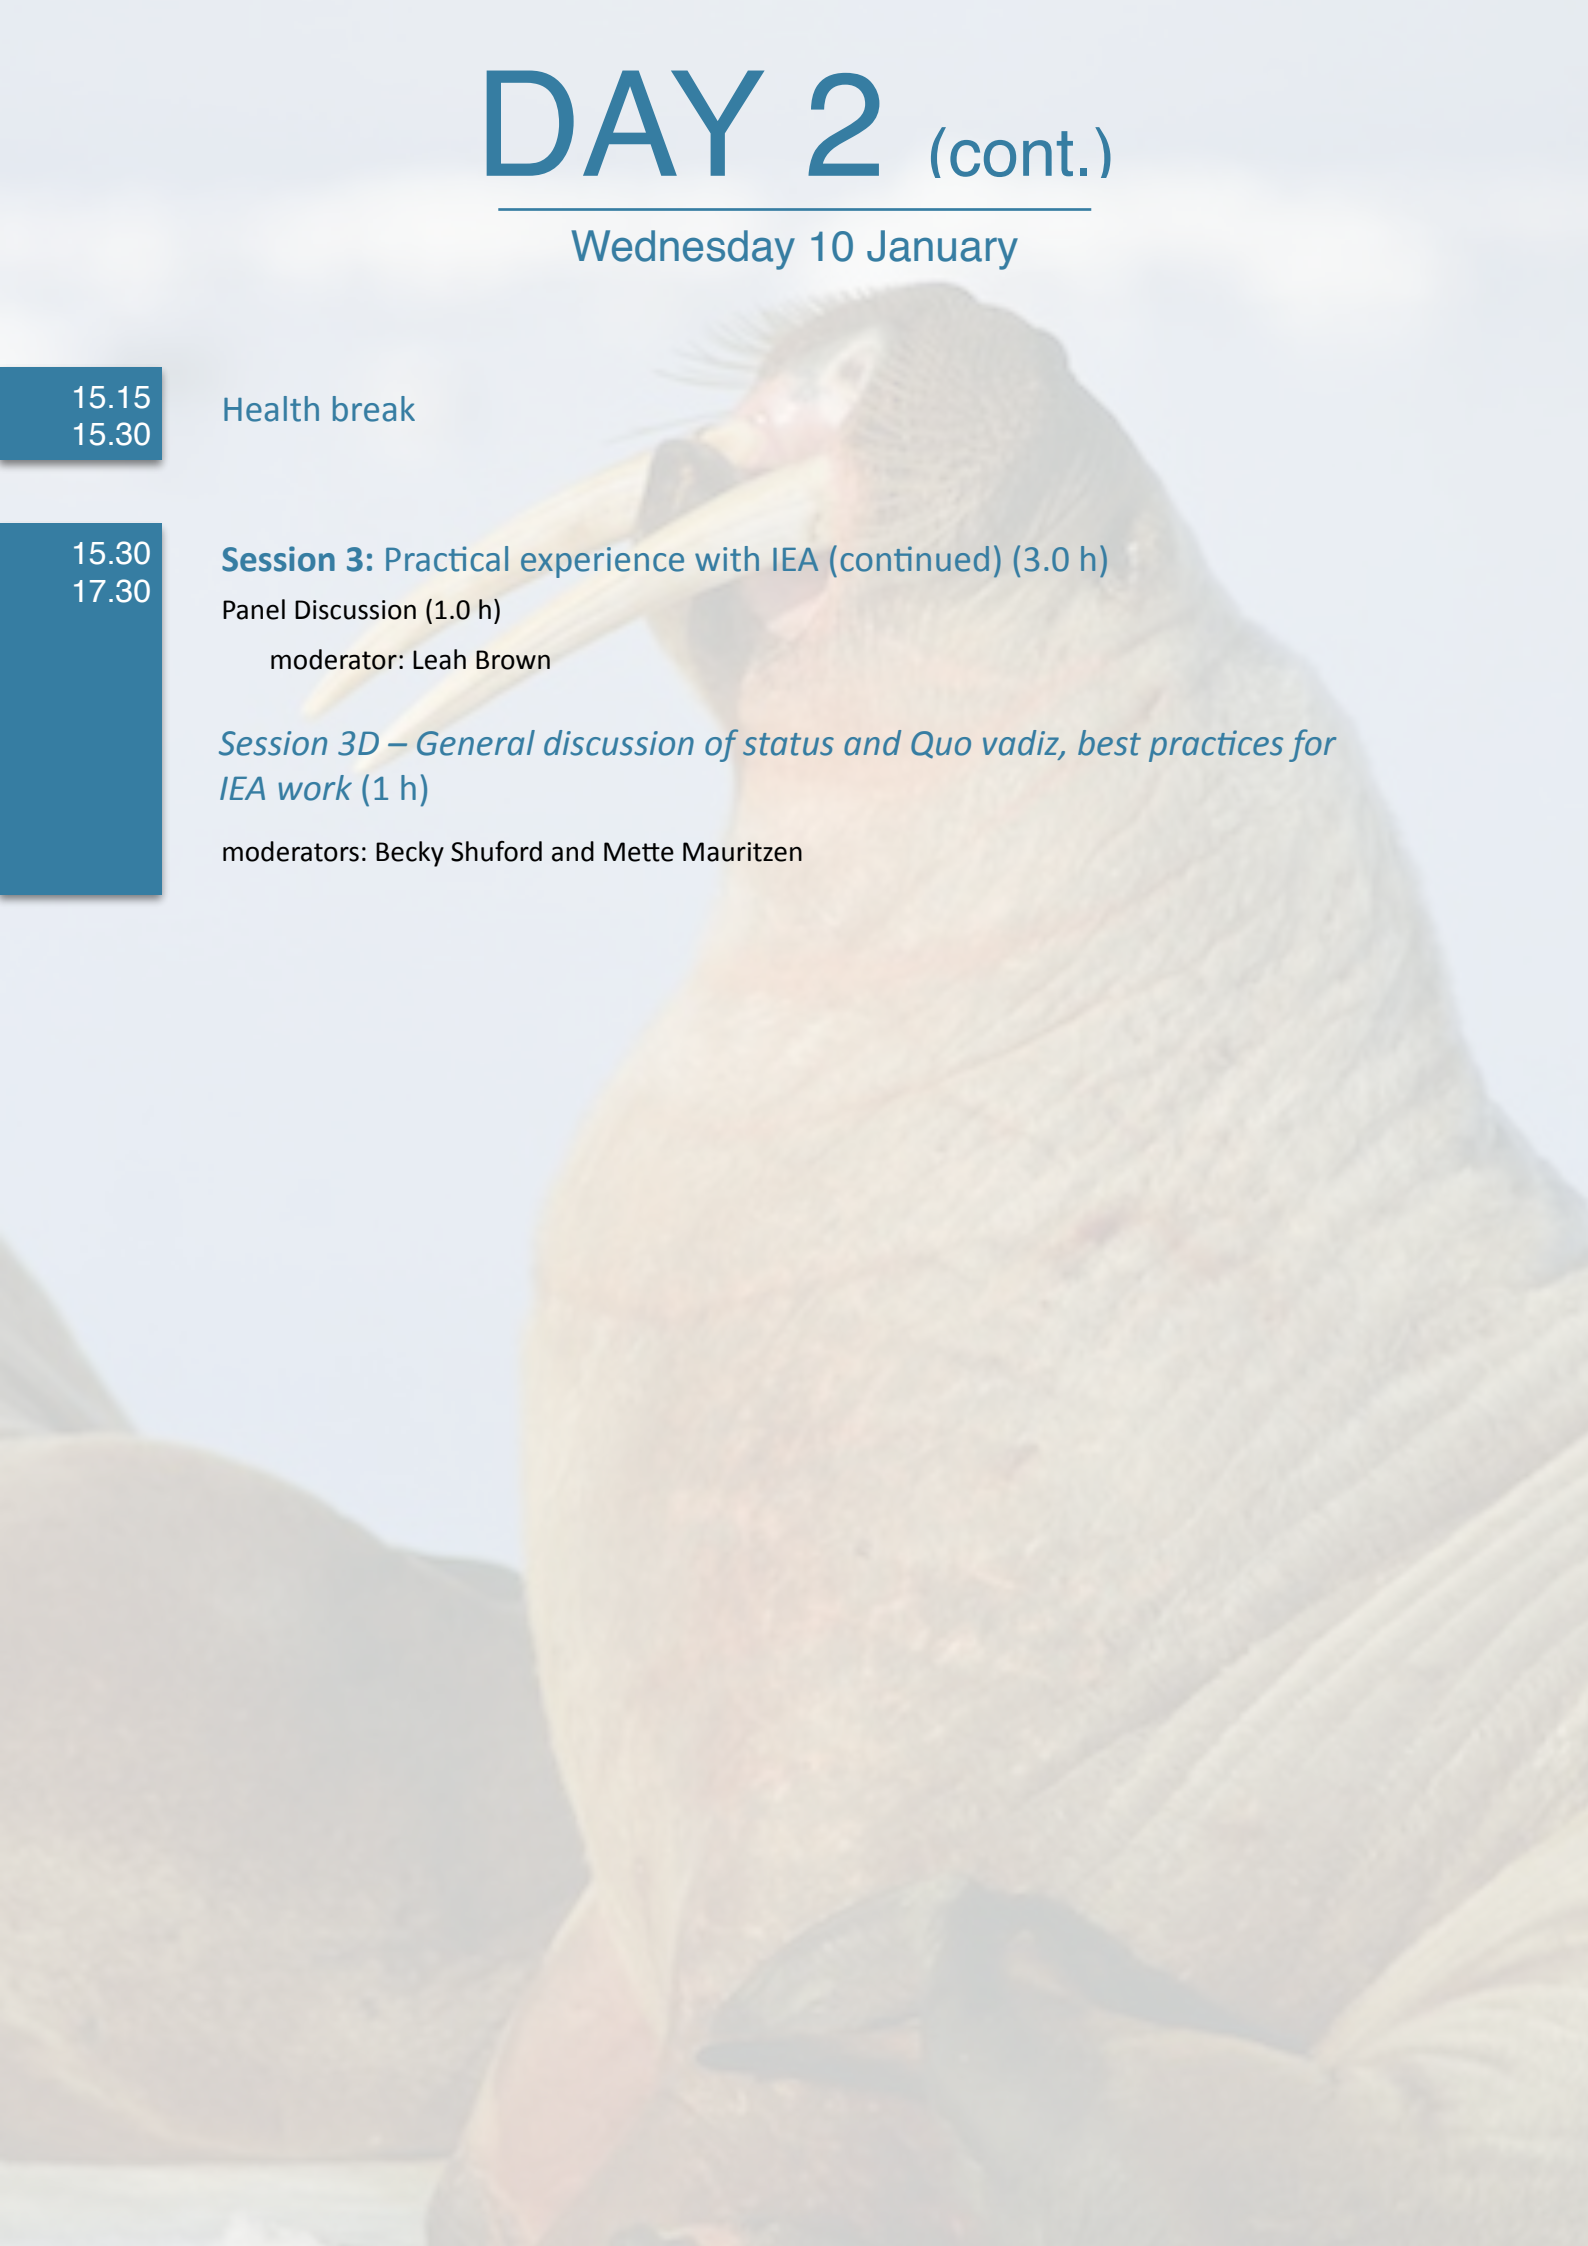 DAY 2 (cont.)
Wednesday 10 January
15.15
15.30
Health break
15.30
17.30
Session 3: Practical experience with IEA (continued) (3.0 h)
Panel Discussion (1.0 h)
moderator: Leah Brown
Session 3D – General discussion of status and Quo vadiz, best practices for
IEA work (1 h)
moderators: Becky Shuford and Mette Mauritzen